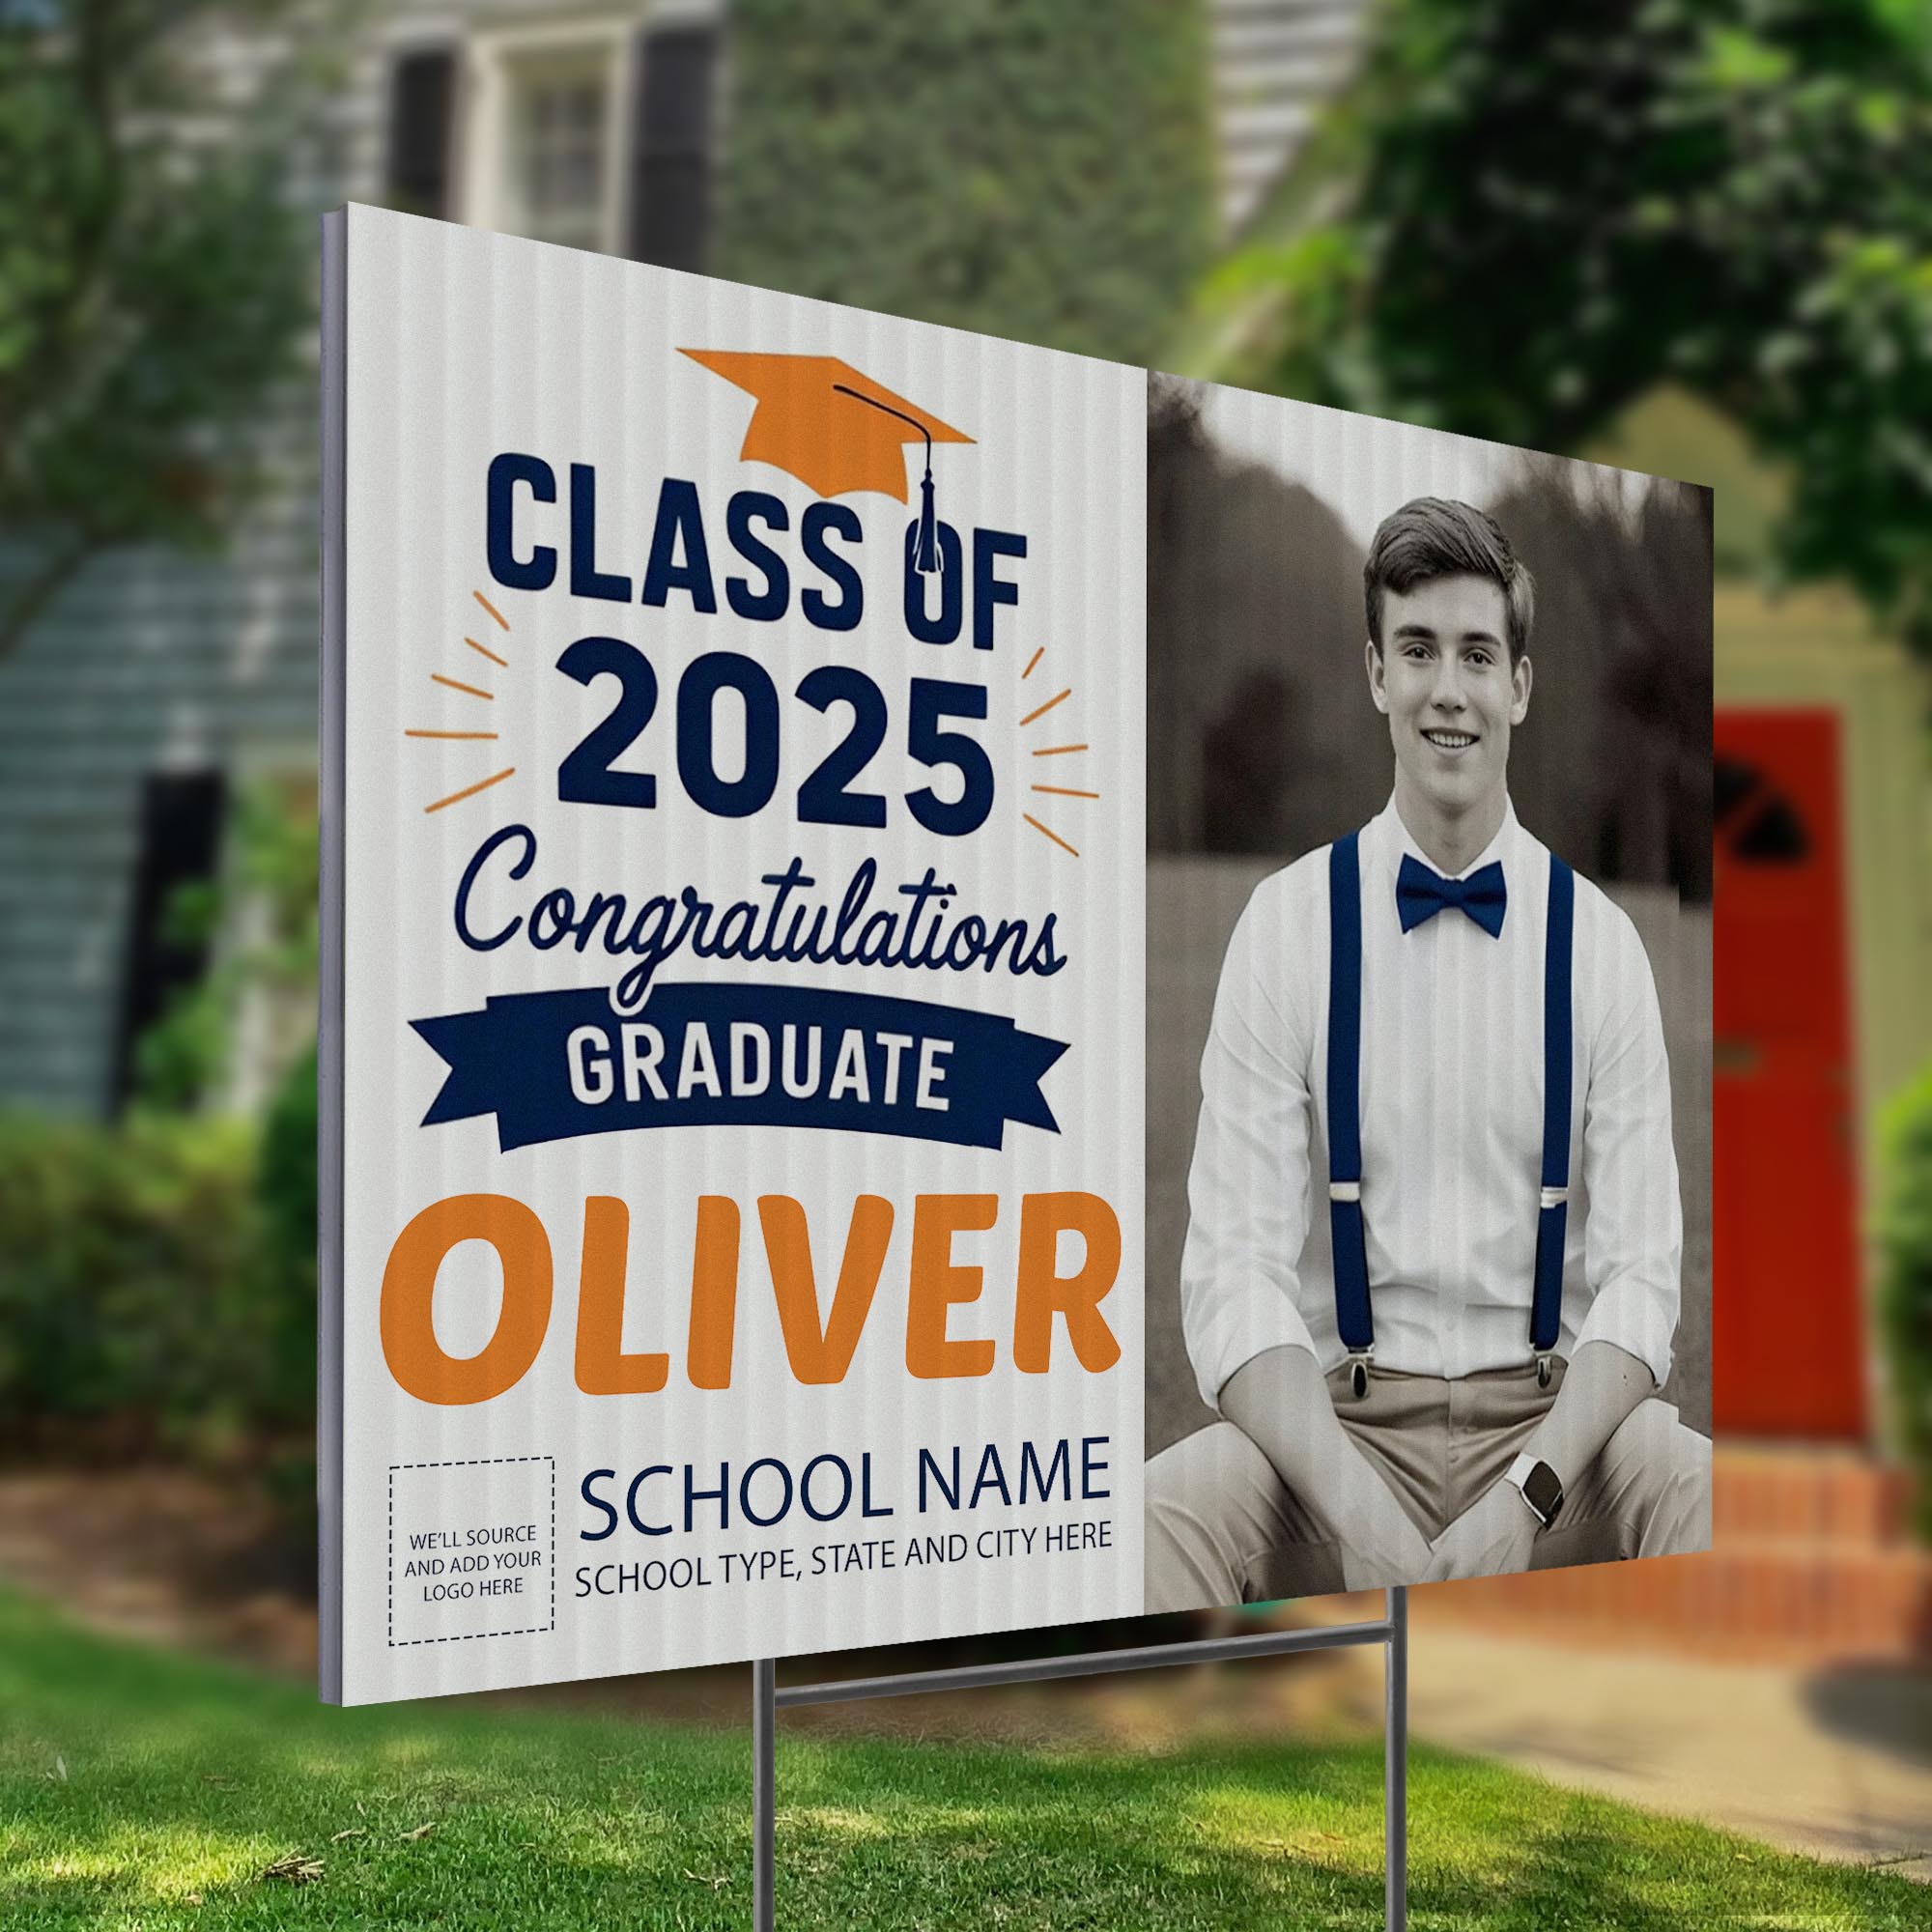 CLASS OF
2025
Congratulations
GRADUATE
OLIVER
WE'LL SOURCE
AND ADD YOUR
LOGO HERE
SCHOOL NAME
SCHOOL TYPE, STATE AND CITY HERE